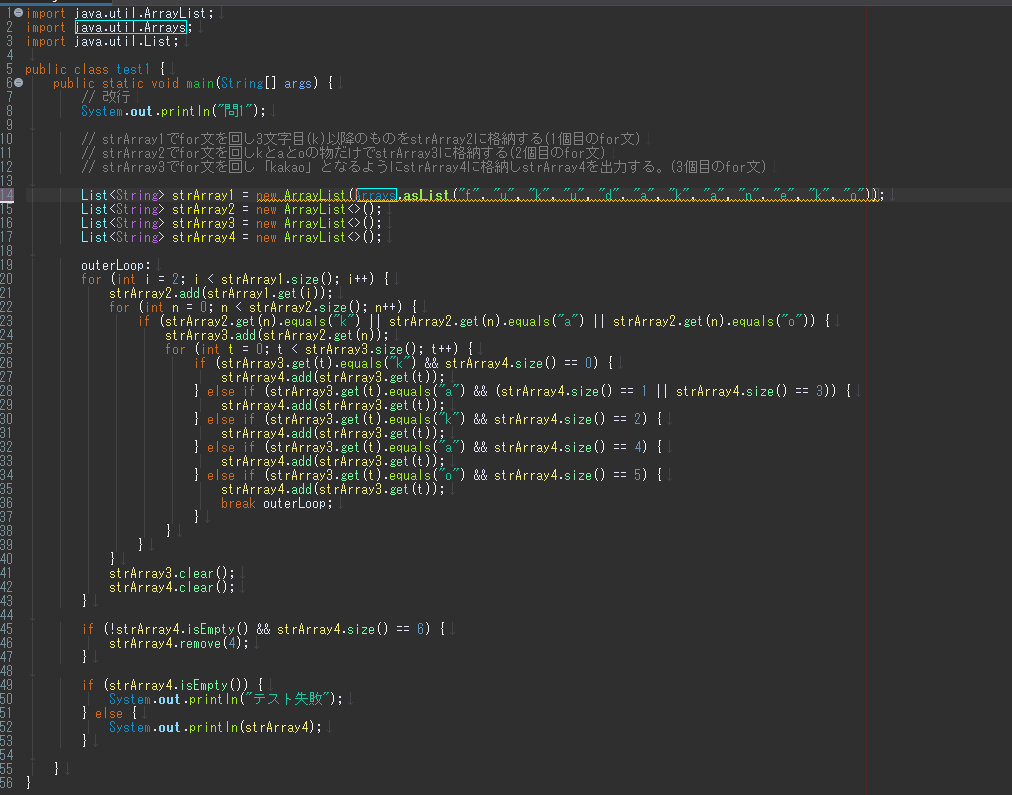 1 import java.util.ArrayList;
2 import java.util.Arrays;
3 import java.util.List;
4
5 public class test1 {
6 public static void main(String[] args) {
7 // 改行
8 System.out.println("問1");
9
10 // strArray1でfor文を回し3文字目(k)以降のものをstrArray2に格納する(1個目のfor文)
11 // strArray2でfor文を回しkとaとoの物だけでstrArray3に格納する(2個目のfor文)
12 // strArray3でfor文を回し「kakao」となるようにstrArray4に格納しstrArray4を出力する。(3個目のfor文)
13
14 List<String> strArray1 = new ArrayList(Arrays.asList("f","u","k","u","d","a","k","a","n","e","k","o"));
15 List<String> strArray2 = new ArrayList<>();
16 List<String> strArray3 = new ArrayList<>();
17 List<String> strArray4 = new ArrayList<>();
18
19 outerLoop:
20 for (int i = 2; i < strArray1.size(); i++) {
21 strArray2.add(strArray1.get(i));
22 for (int n = 0; n < strArray2.size(); n++) {
23 if (strArray2.get(n).equals("k") || strArray2.get(n).equals("a") || strArray2.get(n).equals("o")) {
24 strArray3.add(strArray2.get(n));
25 for (int t = 0; t < strArray3.size(); t++) {
26 if (strArray3.get(t).equals("k") && strArray4.size() == 0) {
27 strArray4.add(strArray3.get(t));
28 } else if (strArray3.get(t).equals("a") && (strArray4.size() == 1 || strArray4.size() == 3)) {
29 strArray4.add(strArray3.get(t));
30 } else if (strArray3.get(t).equals("k") && strArray4.size() == 2) {
31 strArray4.add(strArray3.get(t));
32 } else if (strArray3.get(t).equals("a") && strArray4.size() == 4) {
33 strArray4.add(strArray3.get(t));
34 } else if (strArray3.get(t).equals("o") && strArray4.size() == 5) {
35 strArray4.add(strArray3.get(t));
36 break outerLoop;
37 }
38 }
39 }
40 }
41 strArray3.clear();
42 strArray4.clear();
43 }
44
45 if (!strArray4.isEmpty() && strArray4.size() == 6) {
46 strArray4.remove(4);
47 }
48
49 if (strArray4.isEmpty()) {
50 System.out.println("テスト失敗");
51 } else {
52 System.out.println(strArray4);
53 }
54
55 }
56 }